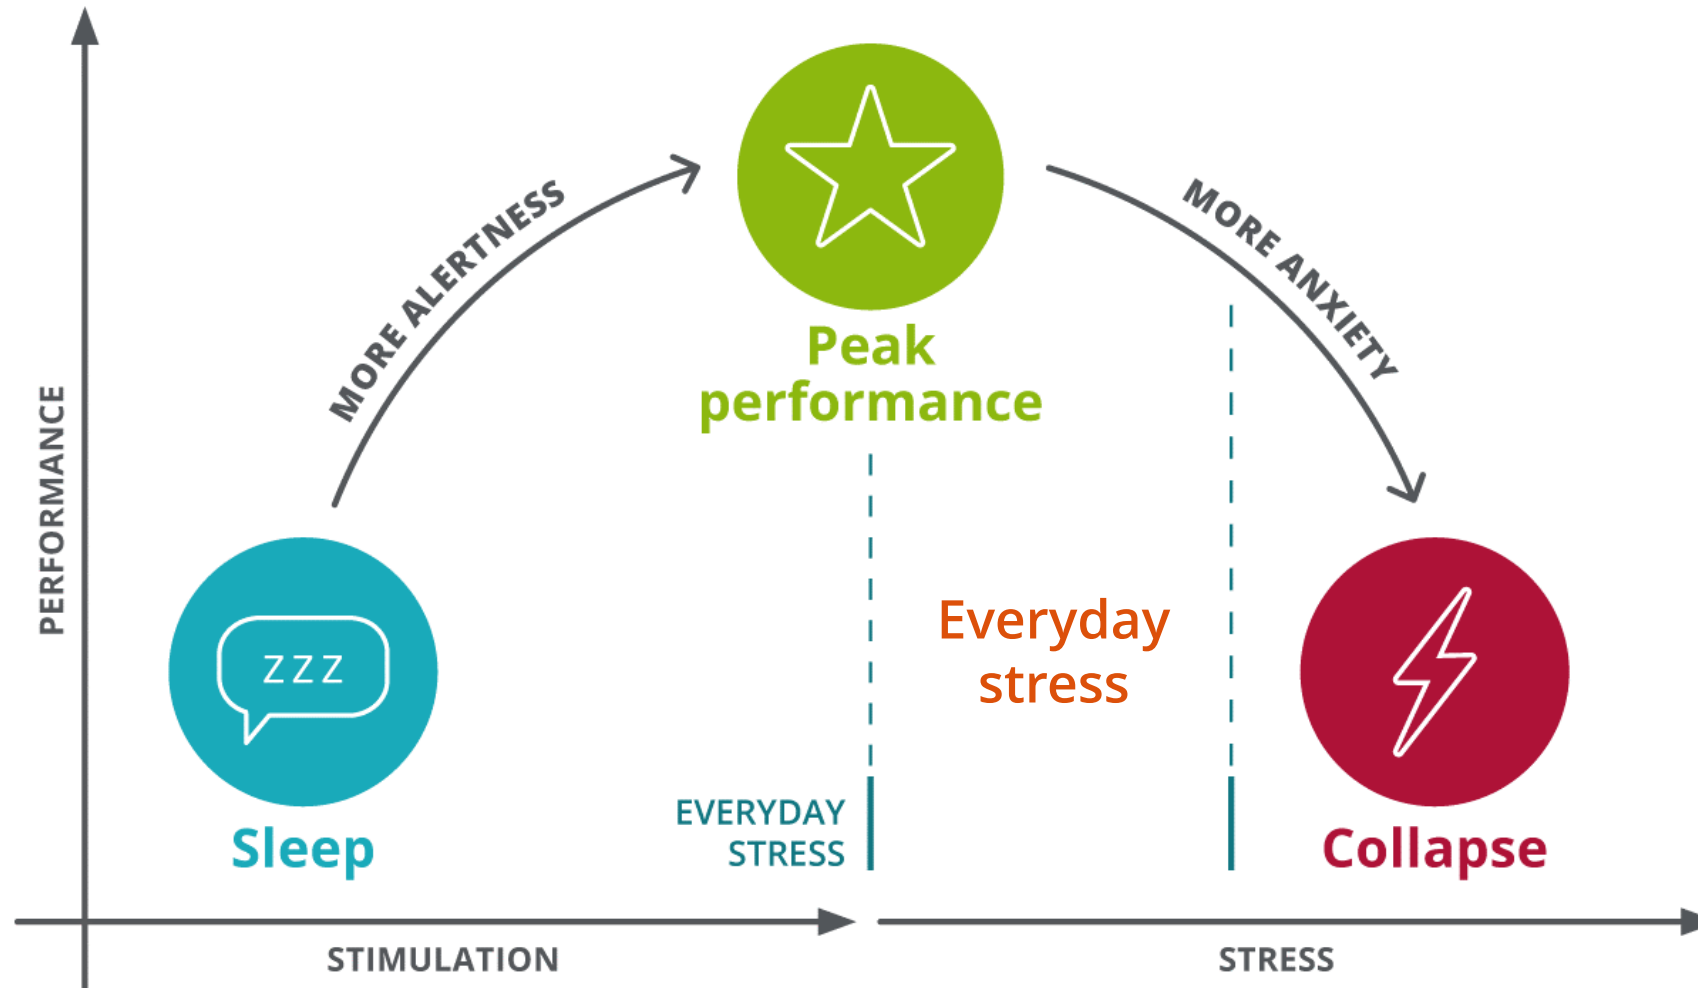 PERFORMANCE
MORE ALERTNESS
MORE ANXIETY
Peak
performance
Everyday
stress
ZZZ
EVERYDAY
STRESS
Sleep
Collapse
STIMULATION
STRESS